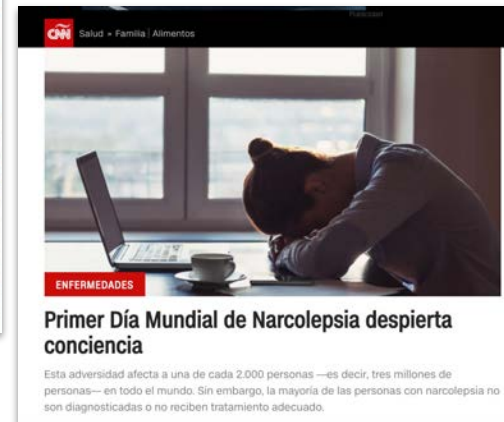 Publicidad
CNN Salud » Familia | Alimentos
ENFERMEDADES
Primer Día Mundial de Narcolepsia despierta
conciencia
Esta adversidad afecta a una de cada 2.000 personas —es decir, tres millones de
personas— en todo el mundo. Sin embargo, la mayoría de las personas con narcolepsia no
son diagnosticadas o no reciben tratamiento adecuado.